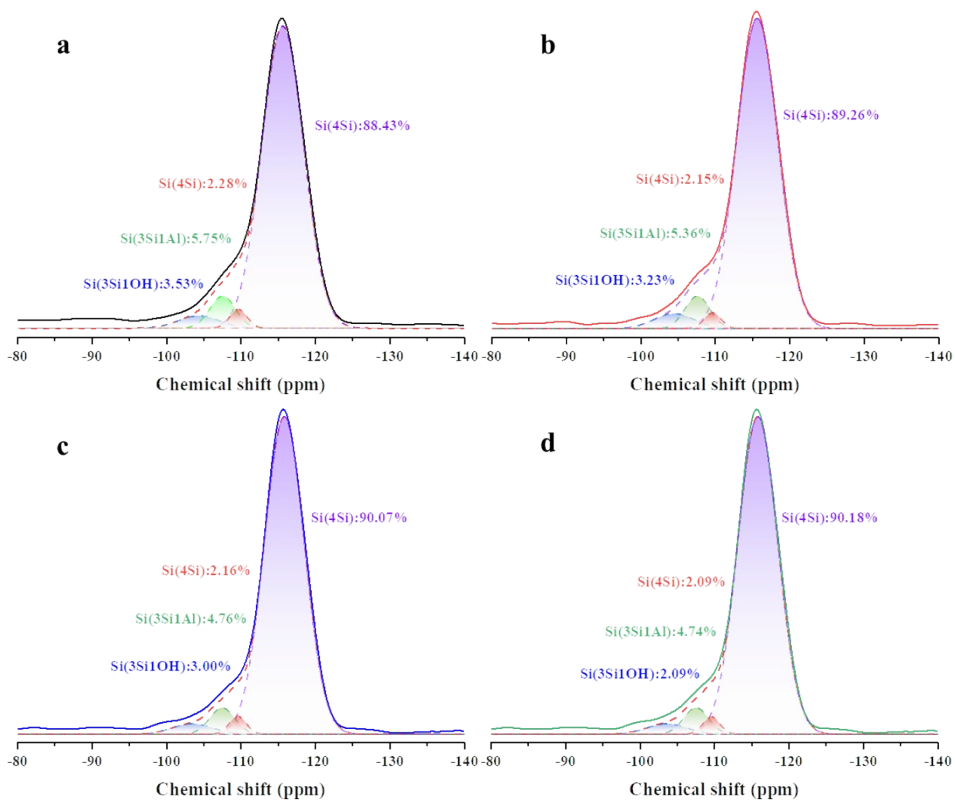 a
Si(4Si):88.43%
Si(4Si):2.28%
Si(3Si1Al):5.75%
Si(3Si1OH):3.53%
-80 -90 -100 -110 -120 -130 -140
Chemical shift (ppm)
b
Si(4Si):89.26%
Si(4Si):2.15%
Si(3Si1Al):5.36%
Si(3Si1OH):3.23%
-80 -90 -100 -110 -120 -130 -140
Chemical shift (ppm)
c
Si(4Si):90.07%
Si(4Si):2.16%
Si(3Si1Al):4.76%
Si(3Si1OH):3.00%
-80 -90 -100 -110 -120 -130 -140
Chemical shift (ppm)
d
Si(4Si):90.18%
Si(4Si):2.09%
Si(3Si1Al):4.74%
Si(3Si1OH):2.09%
-80 -90 -100 -110 -120 -130 -140
Chemical shift (ppm)